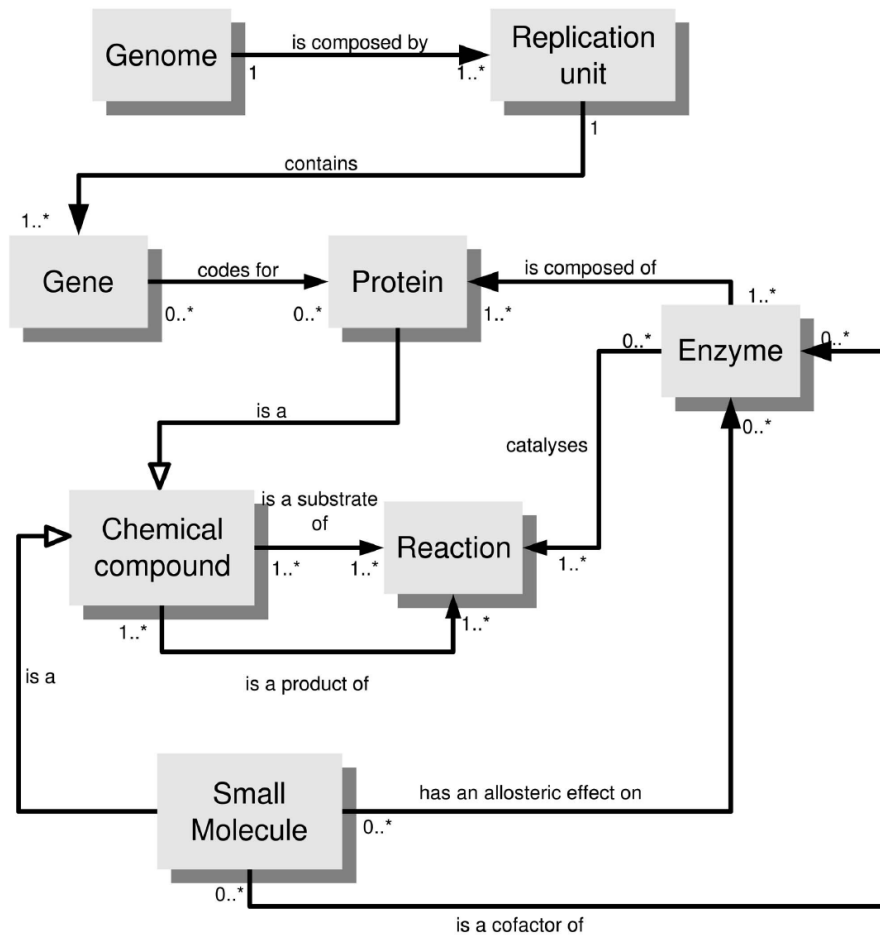 Genome
is composed by
1
1..*
Replication
unit
1
contains
1..*
Gene
codes for
0..*
0..*
Protein
is composed of
1..*
1..*
Enzyme
0..*
0..*
0..*
is a
catalyses
Chemical
compound
is a substrate
of
1..*
1..*
Reaction
1..*
1..*
1..*
is a
is a product of
Small
Molecule
has an allosteric effect on
0..*
0..*
is a cofactor of